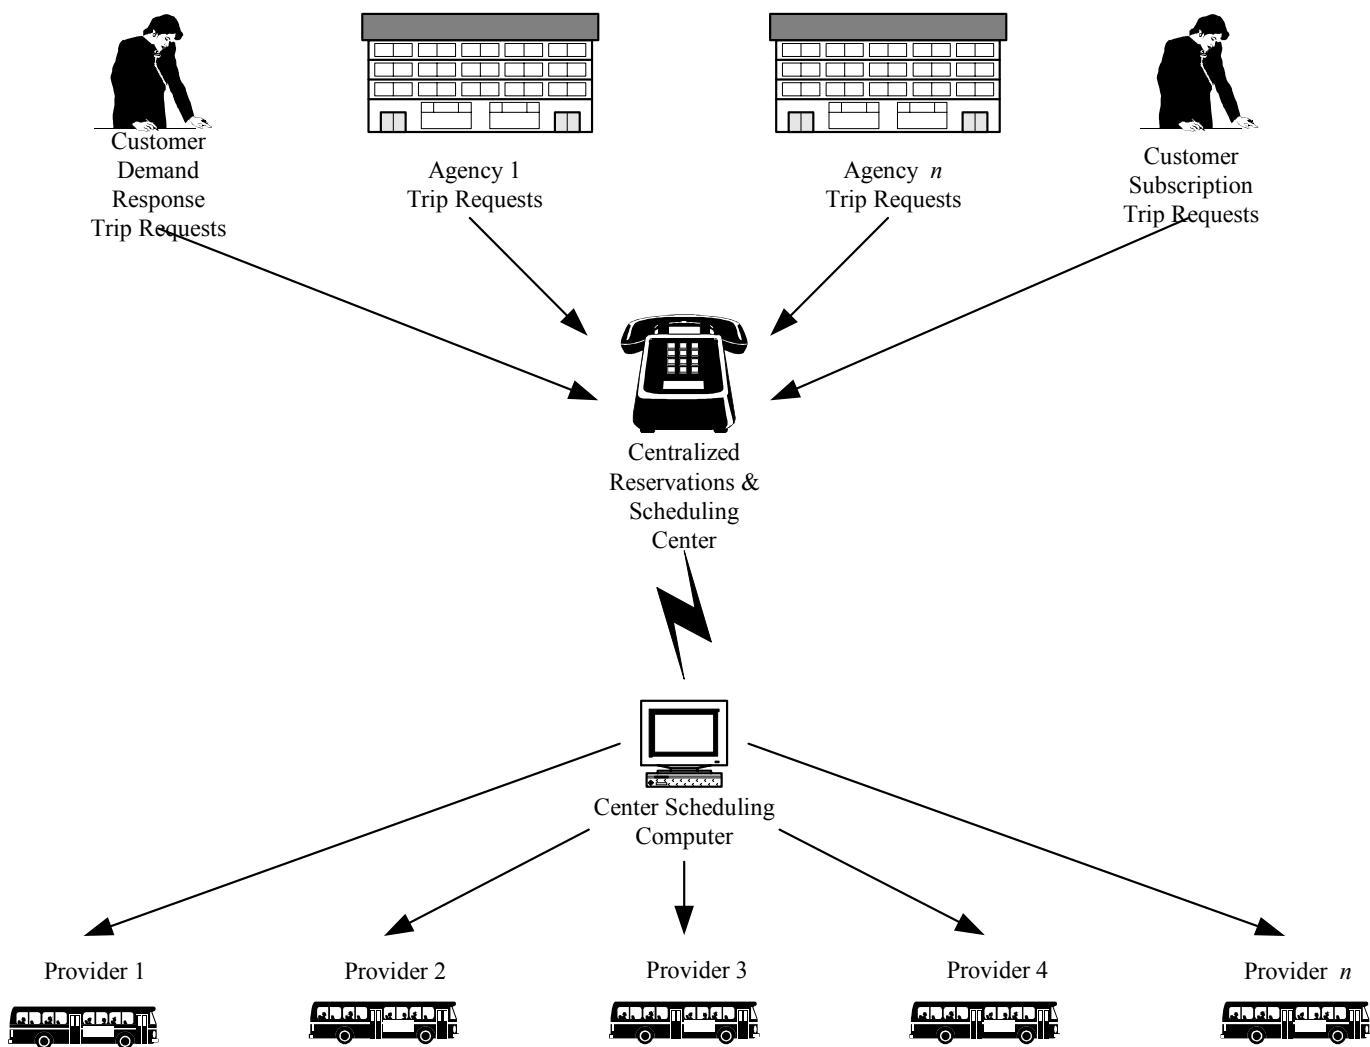 Customer
Demand
Response
Trip Requests
Agency 1
Trip Requests
Agency n
Trip Requests
Customer
Subscription
Trip Requests
Centralized
Reservations &
Scheduling
Center
Center Scheduling
Computer
Provider 1
Provider 2
Provider 3
Provider 4
Provider n